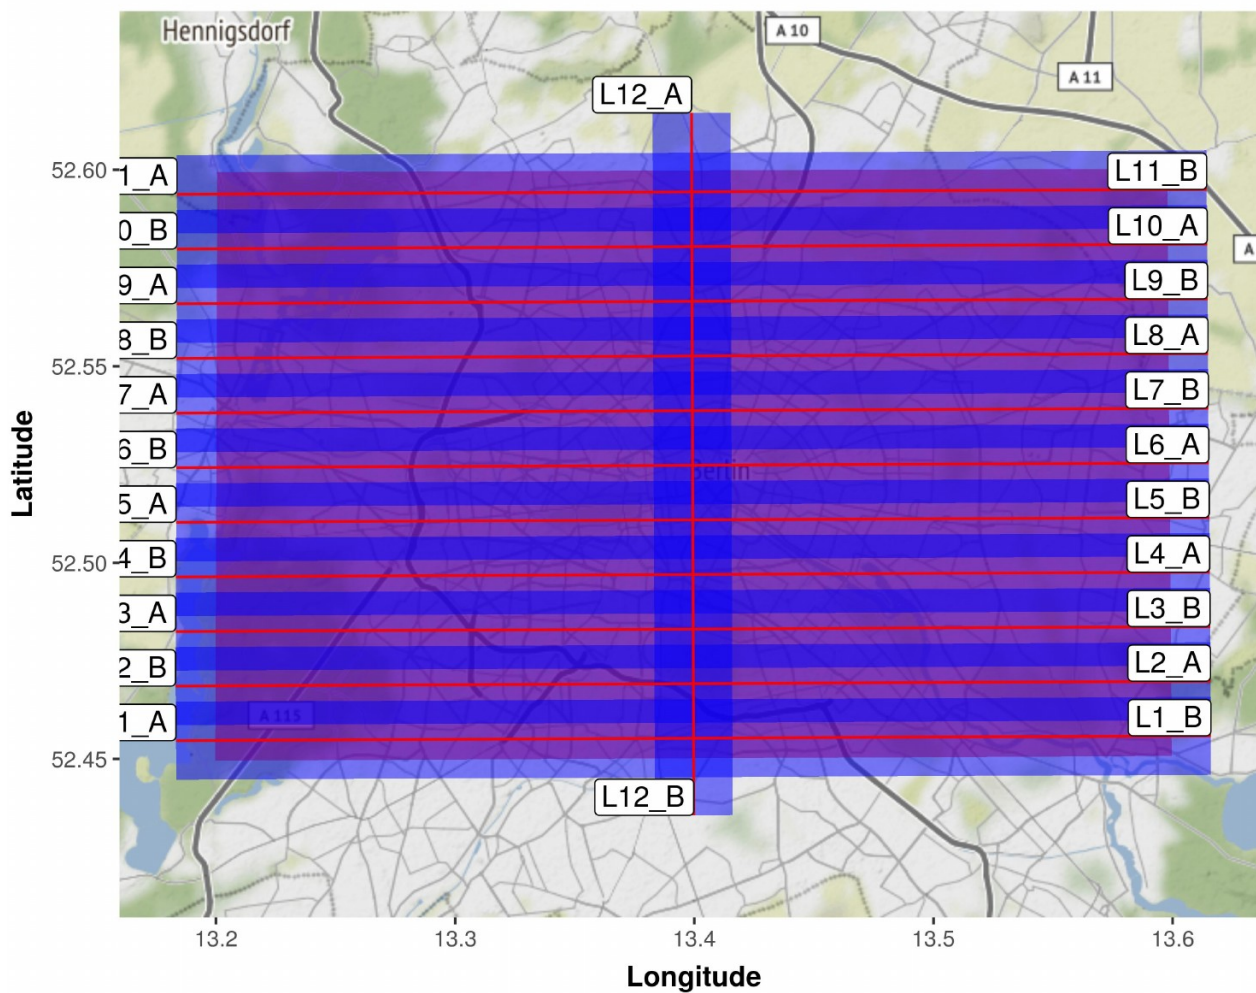 Hennigsdorf
A 10
A 11
L12_A
52.60
1_A
L11_B
0_B
L10_A
A
9_A
L9_B
8_B
L8_A
52.55
7_A
L7_B
6_B
L6_A
Berlin
5_A
L5_B
52.50
4_B
L4_A
3_A
L3_B
2_B
L2_A
1_A
A 115
L1_B
52.45
L12_B
13.2
13.3
13.4
13.5
13.6
Longitude
Latitude